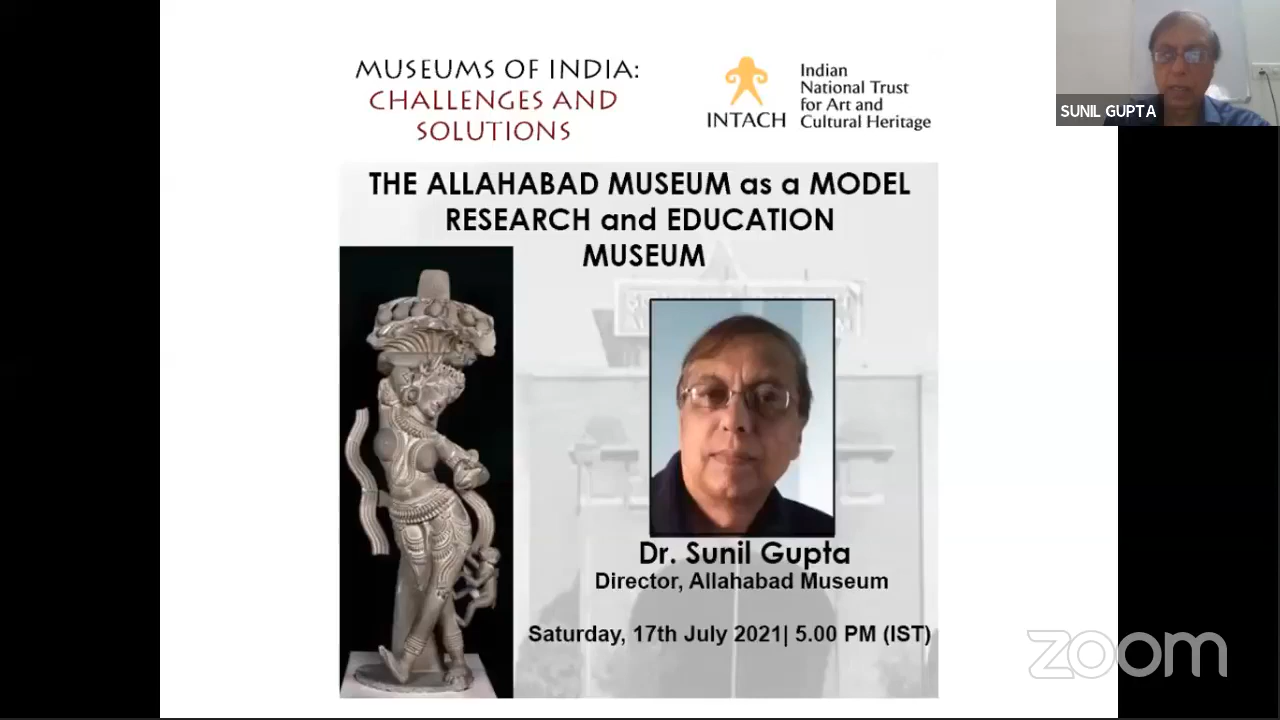 MUSEUMS OF INDIA:
CHALLENGES AND
SOLUTIONS
INTACH
Indian
National Trust
for Art and
Cultural Heritage
SUNIL GUPTA
THE ALLAHABAD MUSEUM as a MODEL
RESEARCH and EDUCATION
MUSEUM
Dr. Sunil Gupta
Director, Allahabad Museum
Saturday, 17th July 2021| 5.00 PM (IST)
zoom